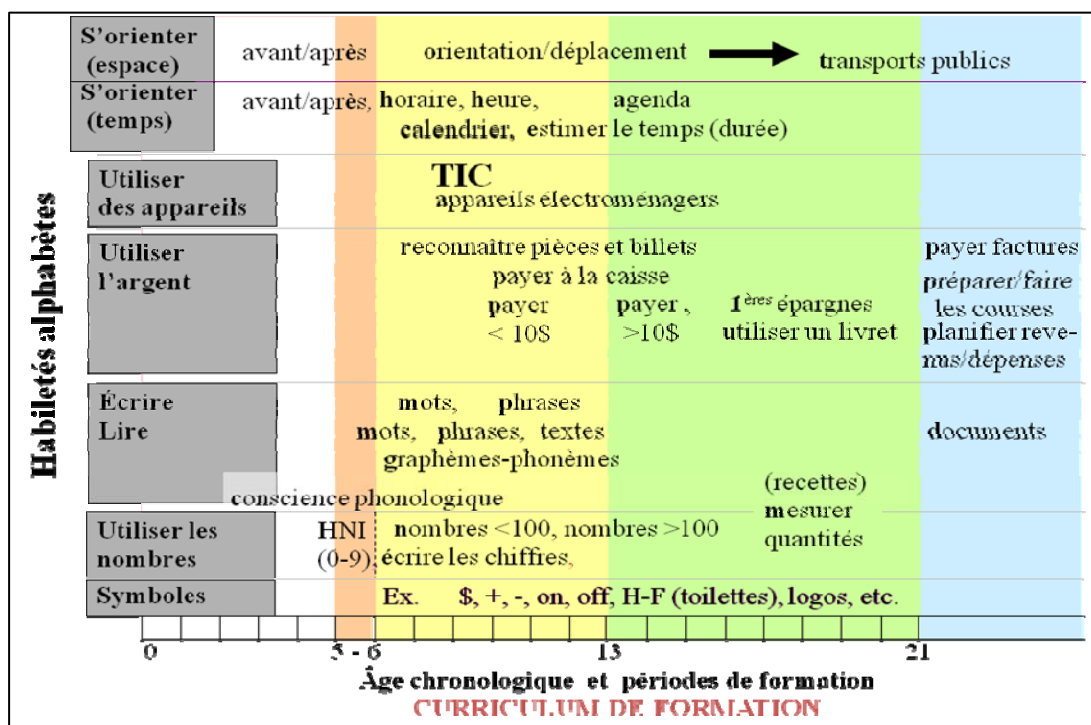 Habiletés alphabètes
S'orienter
(espace)
avant/après
orientation/déplacement
transports publics
S'orienter
(temps)
avant/après, horaire, heure,
agenda
calendrier, estimer le temps (durée)
Utiliser
des appareils
TIC
appareils électroménagers
Utiliser
l'argent
reconnaître pièces et billets
payer à la caisse
payer
< 10$
payer ,
>10$
1ères épargnes
utiliser un livret
payer factures
préparer/faire
les courses
planifier reve-
nus/dépenses
Écrire
Lire
mots, phrases
mots, phrases, textes
graphèmes-phonèmes
documents
conscience phonologique
(recettes)
mesurer
quantités
Utiliser les
nombres
HNI
(0-9)
nombres <100, nombres >100
écrire les chiffres,
Symboles
Ex. $, +, -, on, off, H-F (toilettes), logos, etc.
0 5 - 6 13 21
Âge chronologique et périodes de formation
CURRICULUM DE FORMATION